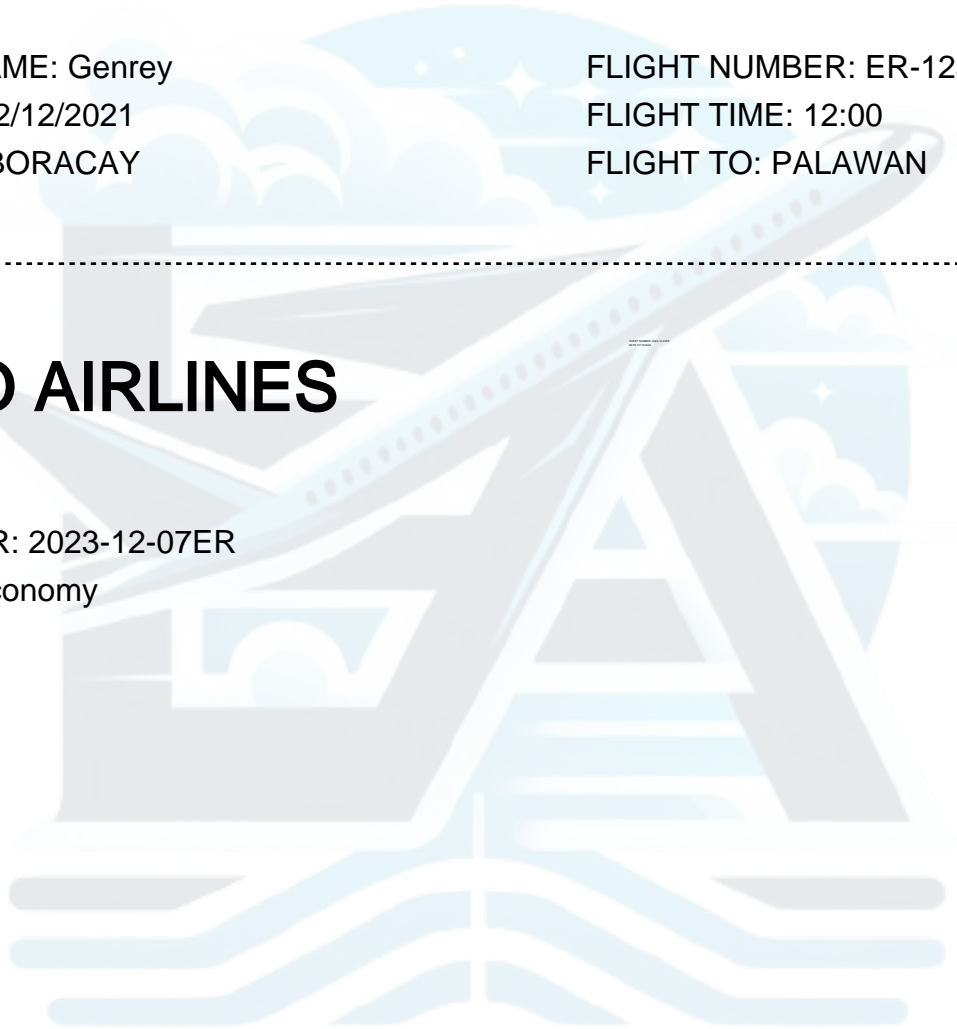 AME: Genrey FLIGHT NUMBER: ER-123
2/12/2021 FLIGHT TIME: 12:00
BORACAY FLIGHT TO: PALAWAN
O AIRLINES
R: 2023-12-07ER
conomy